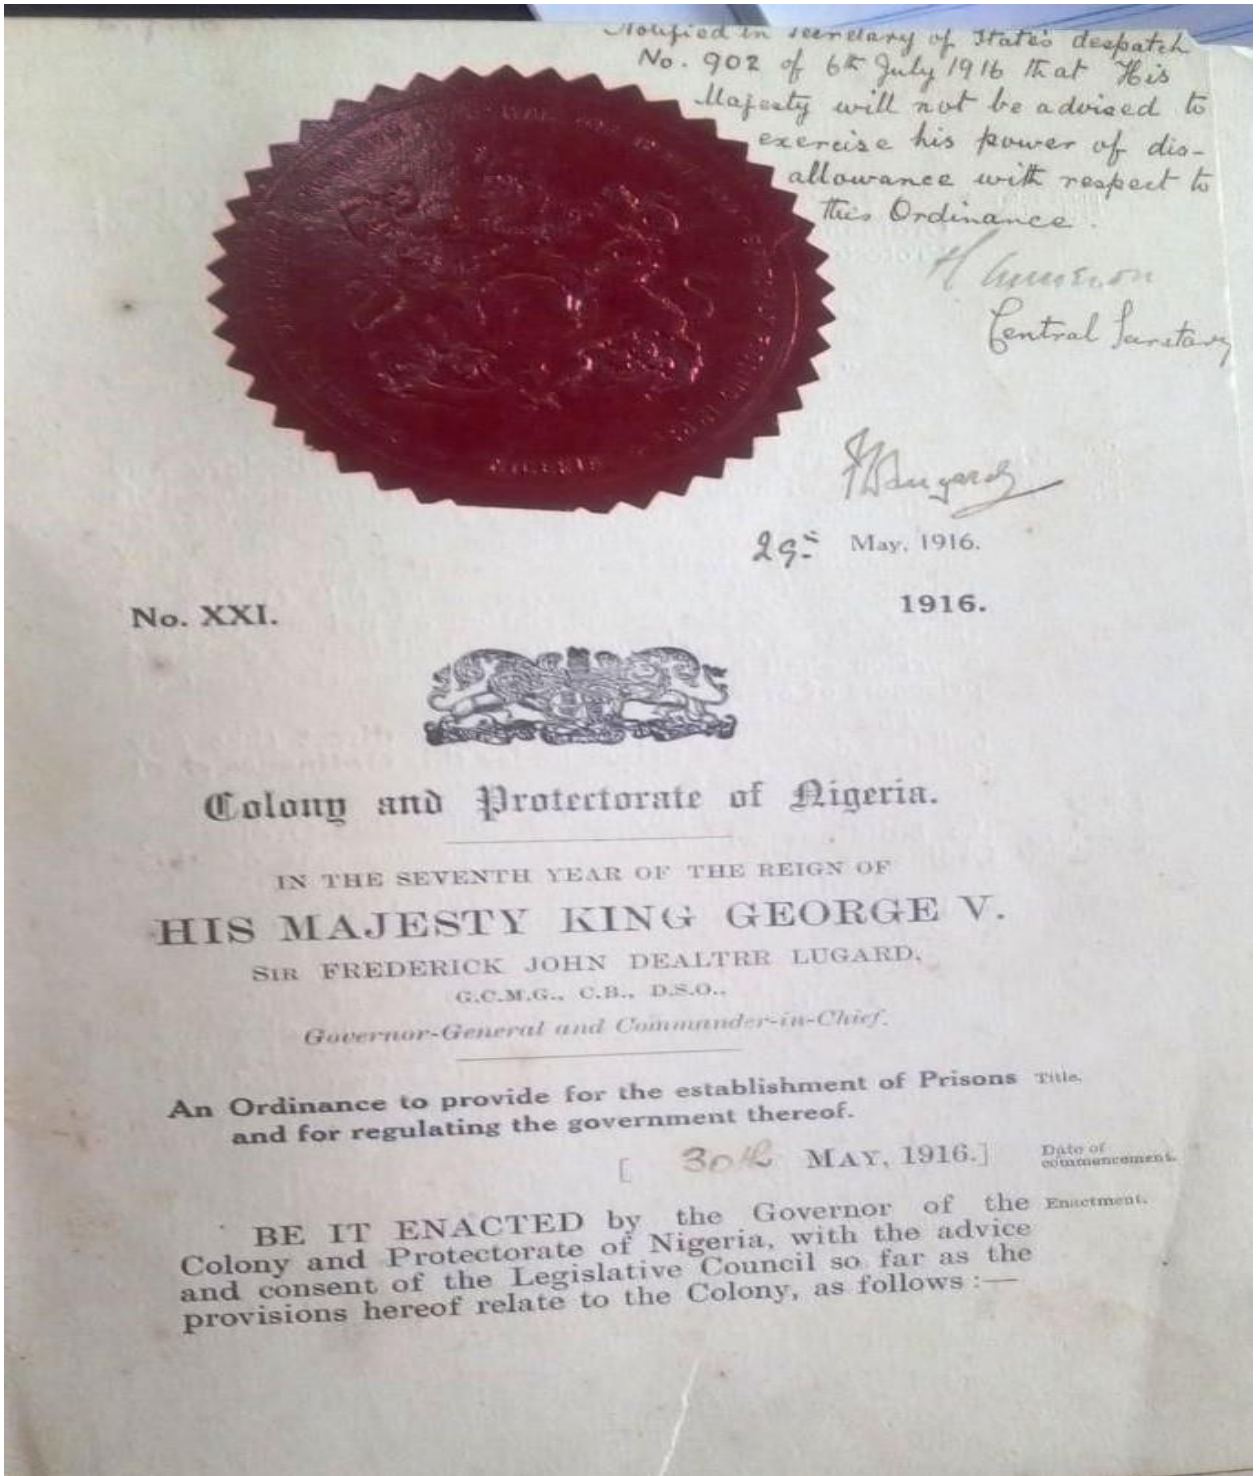 Notified in secretary of State's despatch
No. 902 of 6th July 1916 that His
Majesty will not be advised to
exercise his power of dis-
allowance with respect to
this Ordinance.
Central Secretary
29th May, 1916.
No. XXI.
1916.
Colony and Protectorate of Nigeria.
IN THE SEVENTH YEAR OF THE REIGN OF
HIS MAJESTY KING GEORGE V.
SIR FREDERICK JOHN DEALTRR LUGARD,
G.C.M.G., C.B., D.S.O.,
Governor-General and Commander-in-Chief.
An Ordinance to provide for the establishment of Prisons Title.
and for regulating the government thereof.
[ 30th MAY, 1916.] Date of
commencement.
BE IT ENACTED by the Governor of the Enactment.
Colony and Protectorate of Nigeria, with the advice
and consent of the Legislative Council so far as the
provisions hereof relate to the Colony, as follows :—